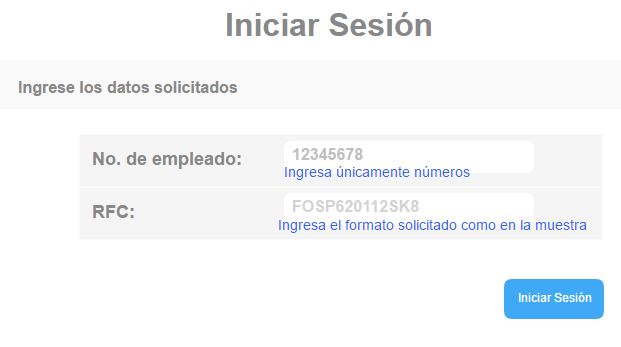 Iniciar Sesión
Ingrese los datos solicitados
No. de empleado: 12345678
Ingresa únicamente números
RFC: FOSP620112SK8
Ingresa el formato solicitado como en la muestra
Iniciar Sesión